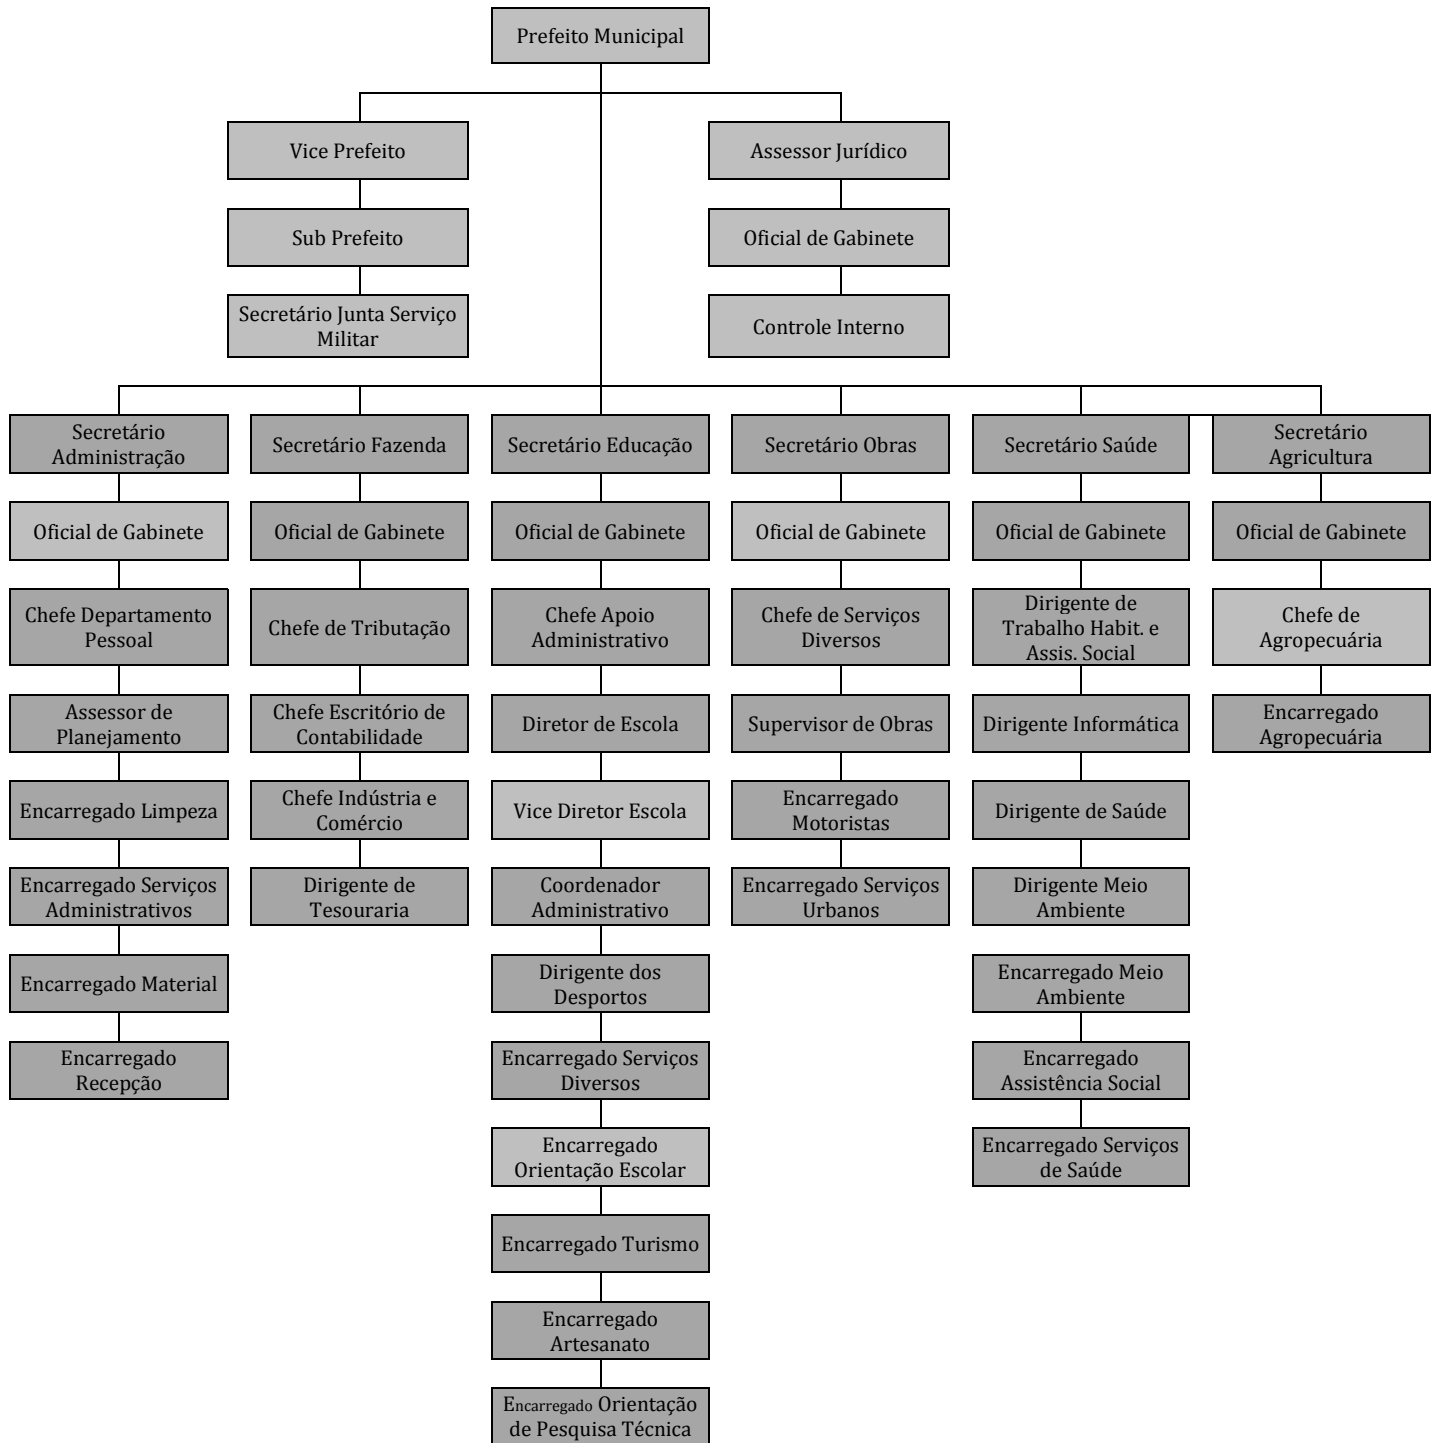 Prefeito Municipal
Vice Prefeito
Assessor Jurídico
Sub Prefeito
Oficial de Gabinete
Secretário Junta Serviço
Militar
Controle Interno
Secretário
Administração
Secretário Fazenda
Secretário Educação
Secretário Obras
Secretário Saúde
Secretário
Agricultura
Oficial de Gabinete
Oficial de Gabinete
Oficial de Gabinete
Oficial de Gabinete
Oficial de Gabinete
Oficial de Gabinete
Chefe Departamento
Pessoal
Chefe de Tributação
Chefe Apoio
Administrativo
Chefe de Serviços
Diversos
Dirigente de
Trabalho Habit. e
Assis. Social
Chefe de
Agropecuária
Assessor de
Planejamento
Chefe Escritório de
Contabilidade
Diretor de Escola
Supervisor de Obras
Dirigente Informática
Encarregado
Agropecuária
Encarregado Limpeza
Chefe Indústria e
Comércio
Vice Diretor Escola
Encarregado
Motoristas
Dirigente de Saúde
Encarregado Serviços
Administrativos
Dirigente de
Tesouraria
Coordenador
Administrativo
Encarregado Serviços
Urbanos
Dirigente Meio
Ambiente
Encarregado Material
Dirigente dos
Desportos
Encarregado Meio
Ambiente
Encarregado
Recepção
Encarregado Serviços
Diversos
Encarregado
Assistência Social
Encarregado
Orientação Escolar
Encarregado Serviços
de Saúde
Encarregado Turismo
Encarregado
Artesanato
Encarregado Orientação
de Pesquisa Técnica